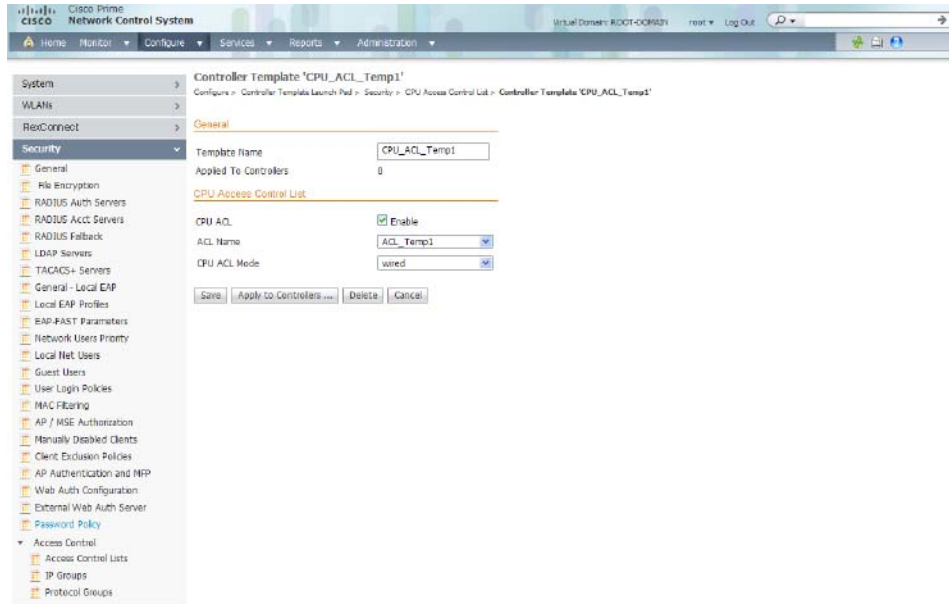 Cisco Prime
CISCO Network Control System
Virtual Domain: ROOT-DOMAIN root Log Out
Home Monitor Configure Services Reports Administration
System
WLANs
FlexConnect
Security
General
File Encryption
RADIUS Auth Servers
RADIUS Acct Servers
RADIUS Fallback
LDAP Servers
TACACS+ Servers
General - Local EAP
Local EAP Profiles
EAP-FAST Parameters
Network Users Priority
Local Net Users
Guest Users
User Login Policies
MAC Filtering
AP / MSE Authorization
Manually Disabled Clients
Client Exclusion Policies
AP Authentication and MFP
Web Auth Configuration
External Web Auth Server
Password Policy
Access Control
Access Control Lists
IP Groups
Protocol Groups
Controller Template 'CPU_ACL_Temp1'
Configure > Controller Template Launch Pad > Security > CPU Access Control List > Controller Template 'CPU_ACL_Temp1'
General
Template Name CPU_ACL_Temp1
Applied To Controllers 0
CPU Access Control List
CPU ACL Enable
ACL Name ACL_Temp1
CPU ACL Mode wired
Save Apply to Controllers ... Delete Cancel